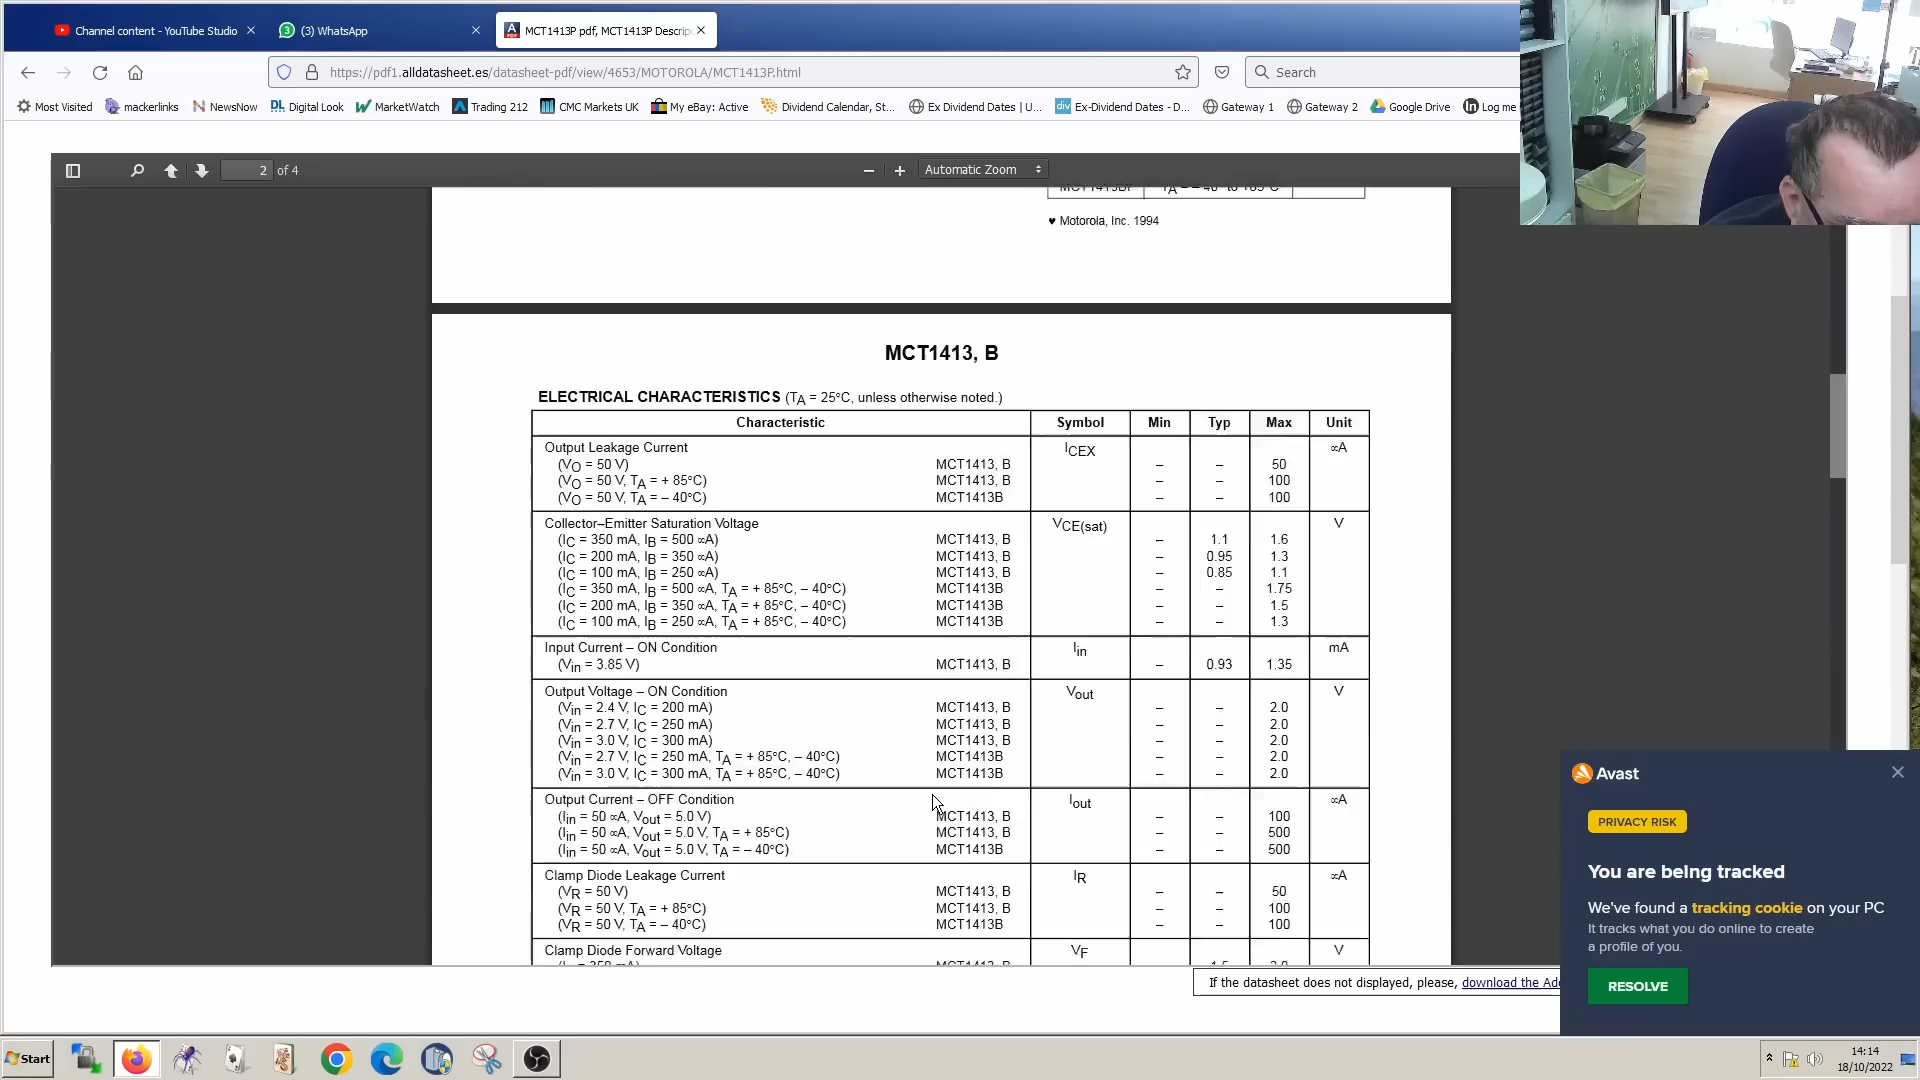 Channel content - YouTube Studio
(3) WhatsApp
MCT1413P pdf, MCT1413P Descrip
https://pdf1.alldatasheet.es/datasheet-pdf/view/4653/MOTOROLA/MCT1413P.html
Search
Most Visited mackerlinks NewsNow Digital Look MarketWatch Trading 212 CMC Markets UK My eBay: Active Dividend Calendar, St... Ex Dividend Dates | U... Ex-Dividend Dates - D... Gateway 1 Gateway 2 Google Drive Log me
2 of 4
Automatic Zoom
♥ Motorola, Inc. 1994
MCT1413, B
ELECTRICAL CHARACTERISTICS (TA = 25°C, unless otherwise noted.)
Characteristic Symbol Min Typ Max Unit
Output Leakage Current ICEX ∝A
(VO = 50 V) MCT1413, B – – 50
(VO = 50 V, TA = + 85°C) MCT1413, B – – 100
(VO = 50 V, TA = – 40°C) MCT1413B – – 100
Collector–Emitter Saturation Voltage VCE(sat) V
(IC = 350 mA, IB = 500 ∝A) MCT1413, B – 1.1 1.6
(IC = 200 mA, IB = 350 ∝A) MCT1413, B – 0.95 1.3
(IC = 100 mA, IB = 250 ∝A) MCT1413, B – 0.85 1.1
(IC = 350 mA, IB = 500 ∝A, TA = + 85°C, – 40°C) MCT1413B – – 1.75
(IC = 200 mA, IB = 350 ∝A, TA = + 85°C, – 40°C) MCT1413B – – 1.5
(IC = 100 mA, IB = 250 ∝A, TA = + 85°C, – 40°C) MCT1413B – – 1.3
Input Current – ON Condition Iin mA
(Vin = 3.85 V) MCT1413, B – 0.93 1.35
Output Voltage – ON Condition Vout V
(Vin = 2.4 V, IC = 200 mA) MCT1413, B – – 2.0
(Vin = 2.7 V, IC = 250 mA) MCT1413, B – – 2.0
(Vin = 3.0 V, IC = 300 mA) MCT1413, B – – 2.0
(Vin = 2.7 V, IC = 250 mA, TA = + 85°C, – 40°C) MCT1413B – – 2.0
(Vin = 3.0 V, IC = 300 mA, TA = + 85°C, – 40°C) MCT1413B – – 2.0
Output Current – OFF Condition Iout ∝A
(Iin = 50 ∝A, Vout = 5.0 V) MCT1413, B – – 100
(Iin = 50 ∝A, Vout = 5.0 V, TA = + 85°C) MCT1413, B – – 500
(Iin = 50 ∝A, Vout = 5.0 V, TA = – 40°C) MCT1413B – – 500
Clamp Diode Leakage Current IR ∝A
(VR = 50 V) MCT1413, B – – 50
(VR = 50 V, TA = + 85°C) MCT1413, B – – 100
(VR = 50 V, TA = – 40°C) MCT1413B – – 100
Clamp Diode Forward Voltage VF V
If the datasheet does not displayed, please, download the Ado
Avast
PRIVACY RISK
You are being tracked
We've found a tracking cookie on your PC
It tracks what you do online to create
a profile of you.
RESOLVE
Start
14:14
18/10/2022